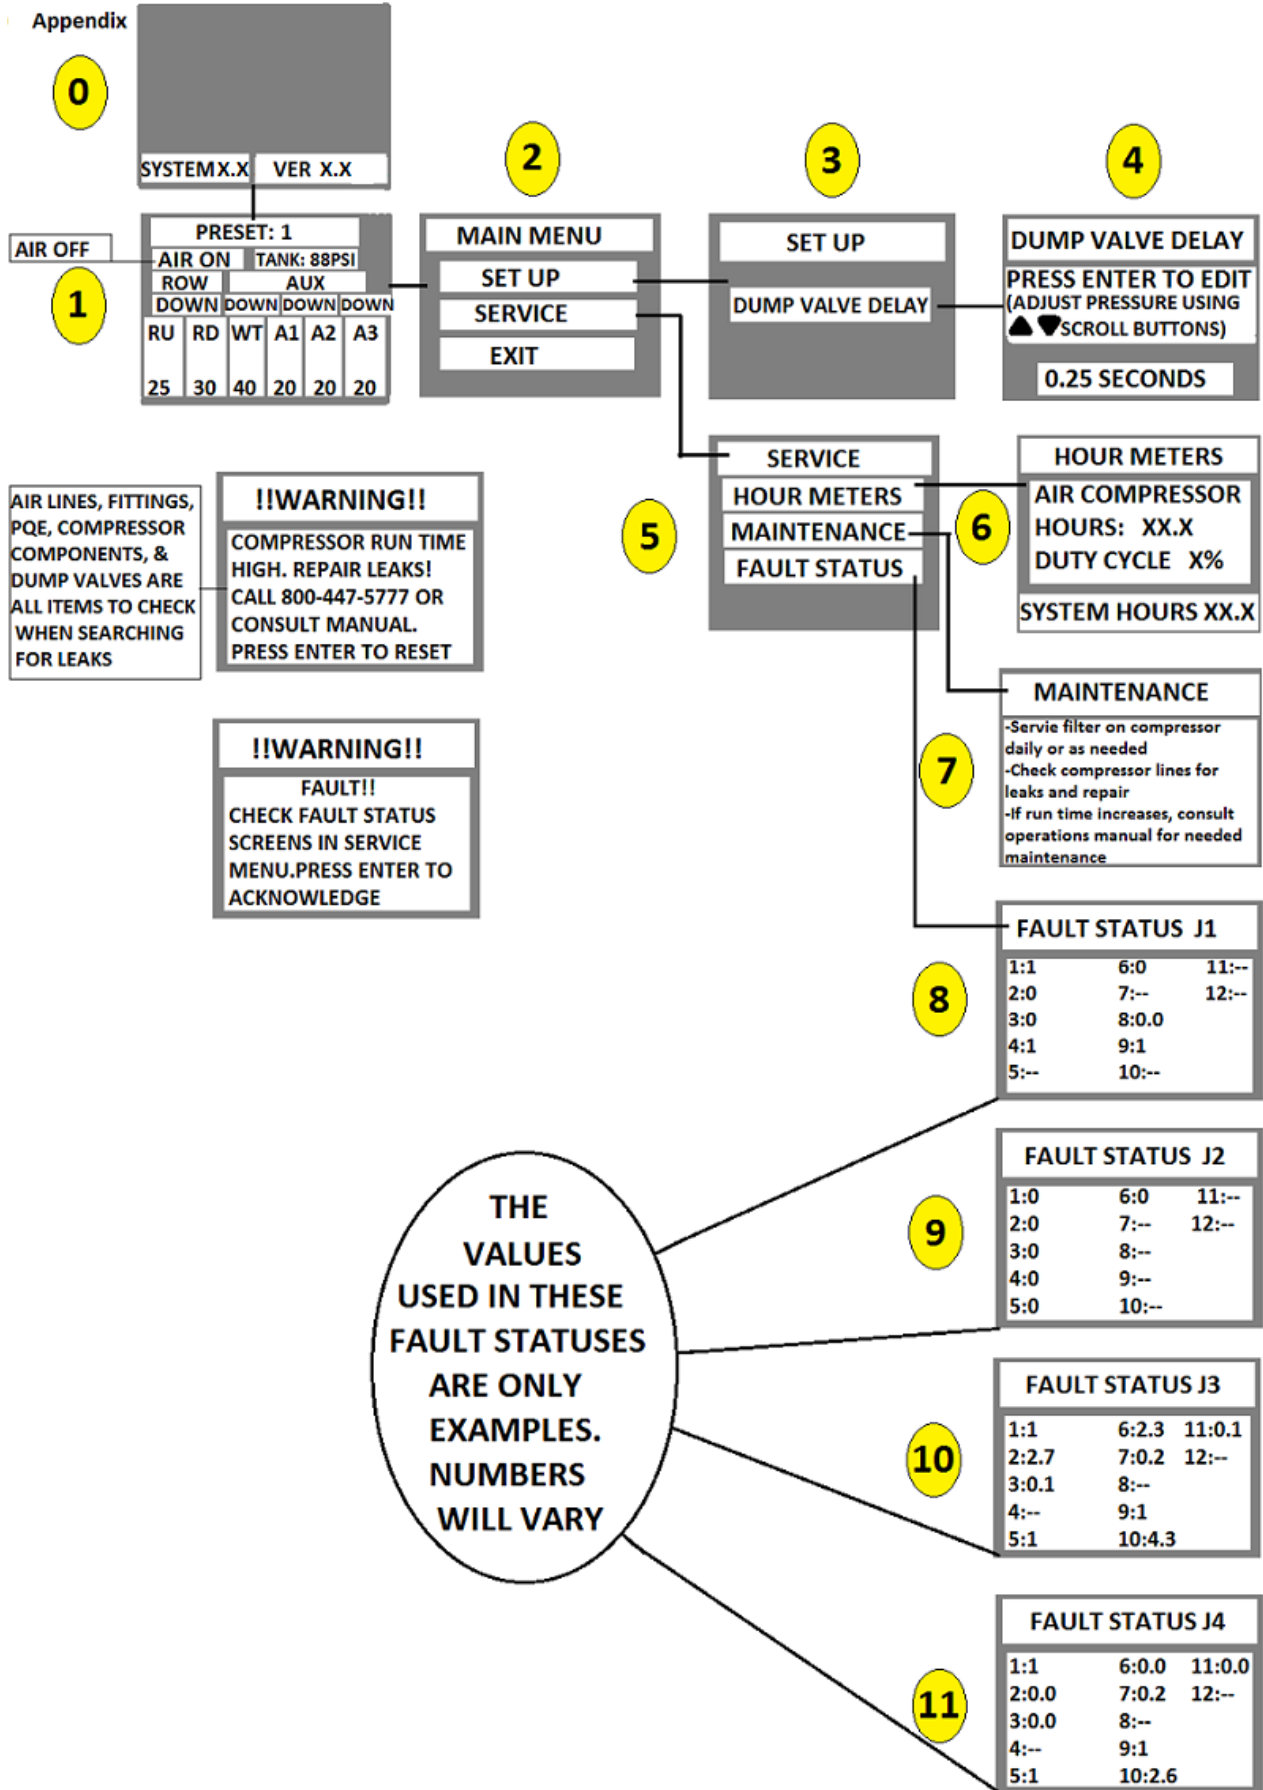 Appendix
0
SYSTEM X.X VER X.X
AIR OFF
1
PRESET: 1
AIR ON TANK: 88PSI
ROW AUX
DOWN DOWN DOWN DOWN
RU RD WT A1 A2 A3
25 30 40 20 20 20
2
MAIN MENU
SET UP
SERVICE
EXIT
3
SET UP
DUMP VALVE DELAY
4
DUMP VALVE DELAY
PRESS ENTER TO EDIT
(ADJUST PRESSURE USING
▲ ▼ SCROLL BUTTONS)
0.25 SECONDS
5
SERVICE
HOUR METERS
MAINTENANCE
FAULT STATUS
6
HOUR METERS
AIR COMPRESSOR
HOURS: XX.X
DUTY CYCLE X%
SYSTEM HOURS XX.X
AIR LINES, FITTINGS,
PQE, COMPRESSOR
COMPONENTS, &
DUMP VALVES ARE
ALL ITEMS TO CHECK
WHEN SEARCHING
FOR LEAKS
!!WARNING!!
COMPRESSOR RUN TIME
HIGH. REPAIR LEAKS!
CALL 800-447-5777 OR
CONSULT MANUAL.
PRESS ENTER TO RESET
!!WARNING!!
FAULT!!
CHECK FAULT STATUS
SCREENS IN SERVICE
MENU.PRESS ENTER TO
ACKNOWLEDGE
7
MAINTENANCE
-Servie filter on compressor
daily or as needed
-Check compressor lines for
leaks and repair
-If run time increases, consult
operations manual for needed
maintenance
8
FAULT STATUS J1
1:1 6:0 11:--
2:0 7:-- 12:--
3:0 8:0.0
4:1 9:1
5:-- 10:--
9
FAULT STATUS J2
1:0 6:0 11:--
2:0 7:-- 12:--
3:0 8:--
4:0 9:--
5:0 10:--
THE
VALUES
USED IN THESE
FAULT STATUSES
ARE ONLY
EXAMPLES.
NUMBERS
WILL VARY
10
FAULT STATUS J3
1:1 6:2.3 11:0.1
2:2.7 7:0.2 12:--
3:0.1 8:--
4:-- 9:1
5:1 10:4.3
11
FAULT STATUS J4
1:1 6:0.0 11:0.0
2:0.0 7:0.2 12:--
3:0.0 8:--
4:-- 9:1
5:1 10:2.6